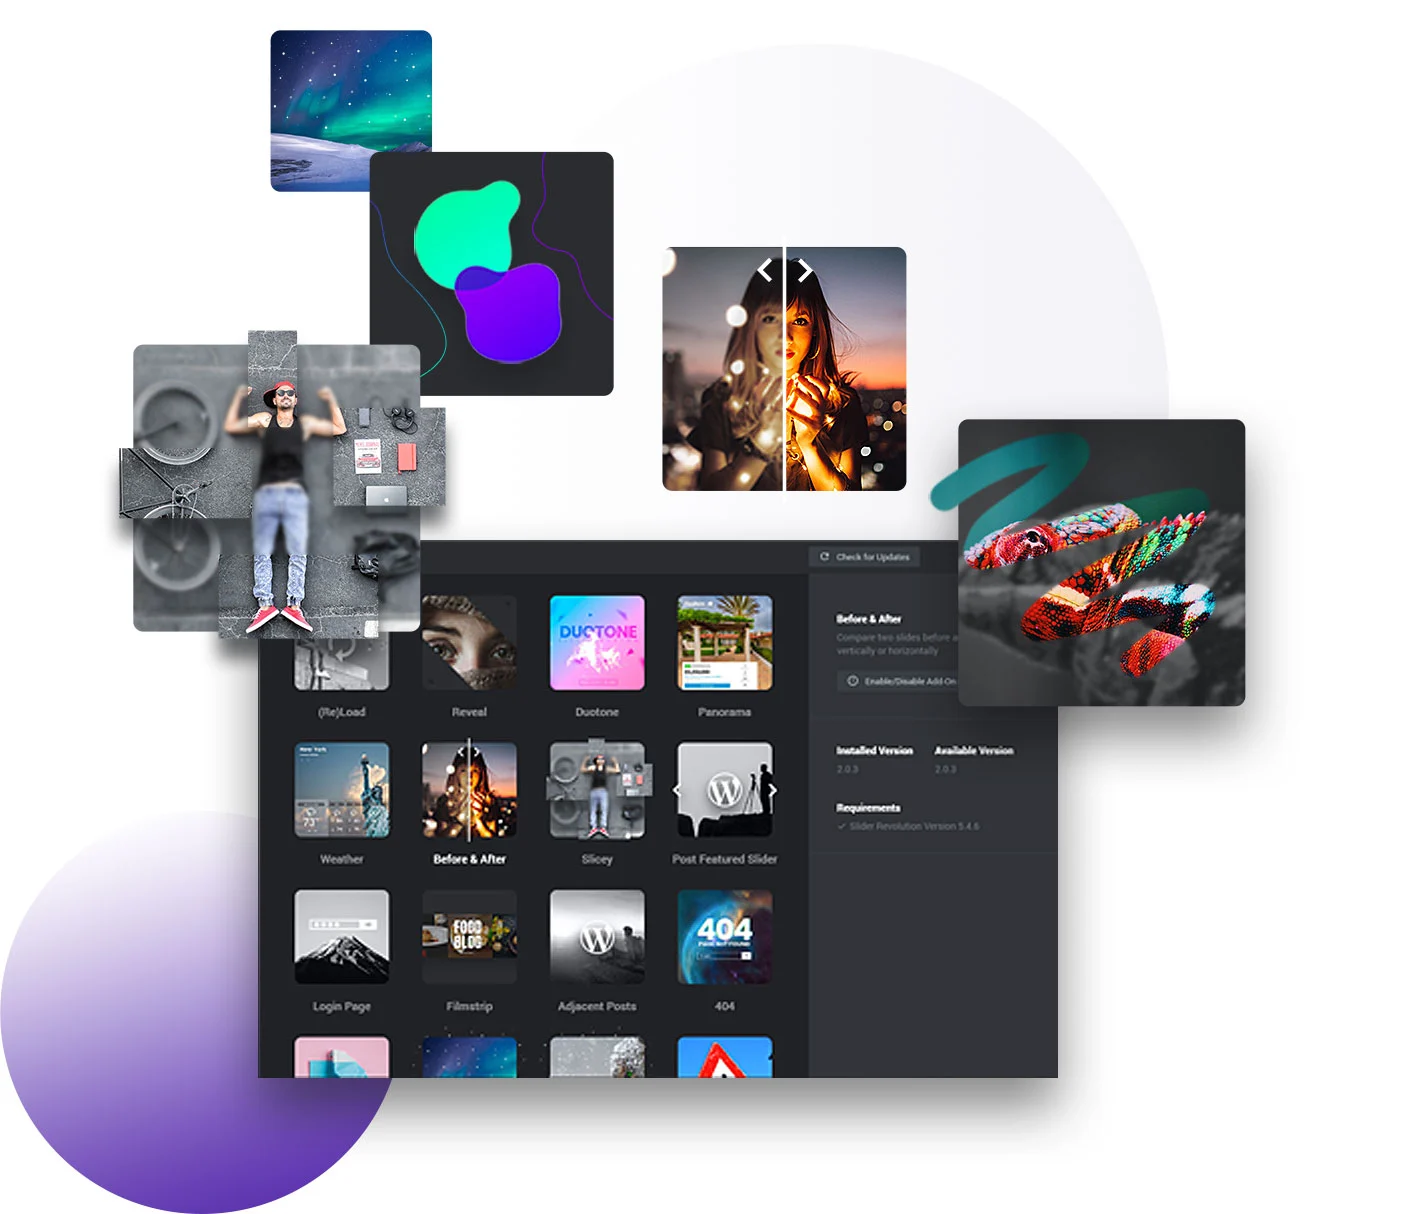 Check for Updates
Before & After
Compare two slides before a
vertically or horizontally
Enable/Disable Add-On
DUOTONE
(Re)Load
Reveal
Duotone
Panorama
Installed Version
Available Version
2.0.3
2.0.3
Requirements
Slider Revolution Version 5.4.6
New York
73°
Weather
Before & After
Slicey
Post Featured Slider
FOOD
BLOG
404
PAGE NOT FOUND
Login Page
Filmstrip
Adjacent Posts
404